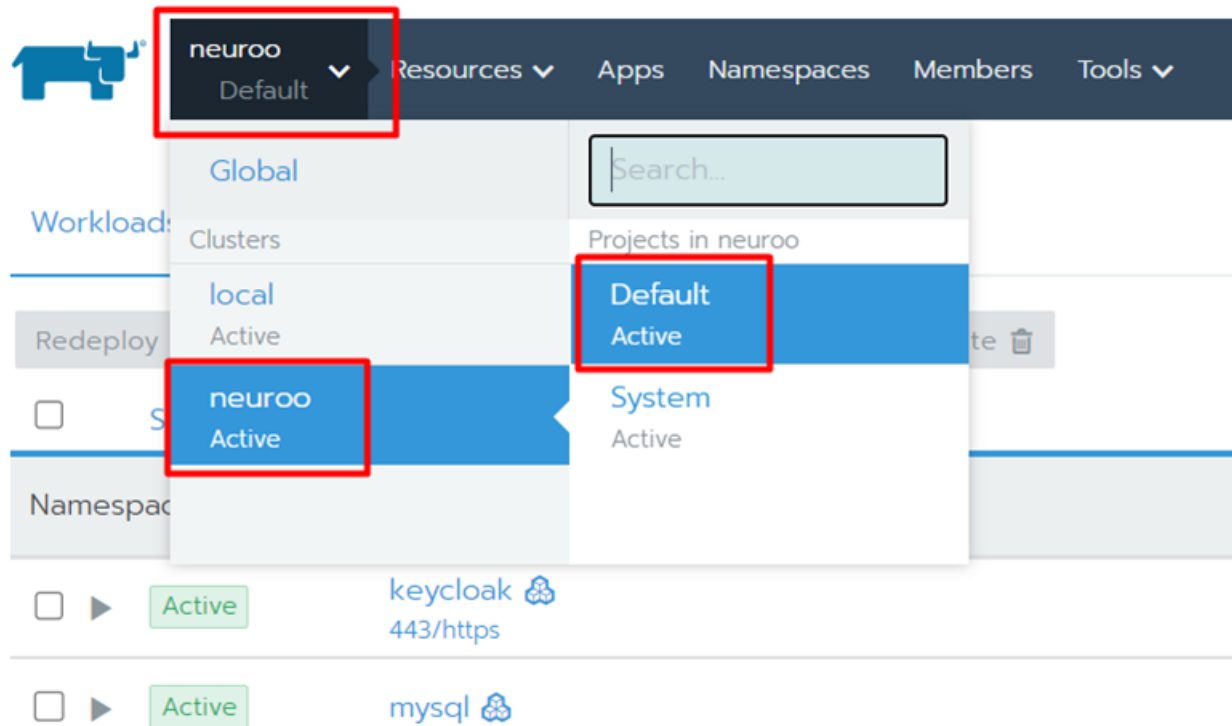 neuroo
Default
Resources
Apps
Namespaces
Members
Tools
Global
Search...
Workloads
Clusters
Projects in neuroo
local
Active
Default
Active
Redeploy
te
neuroo
Active
System
Active
S
Namespac
Active
keycloak
443/https
Active
mysql